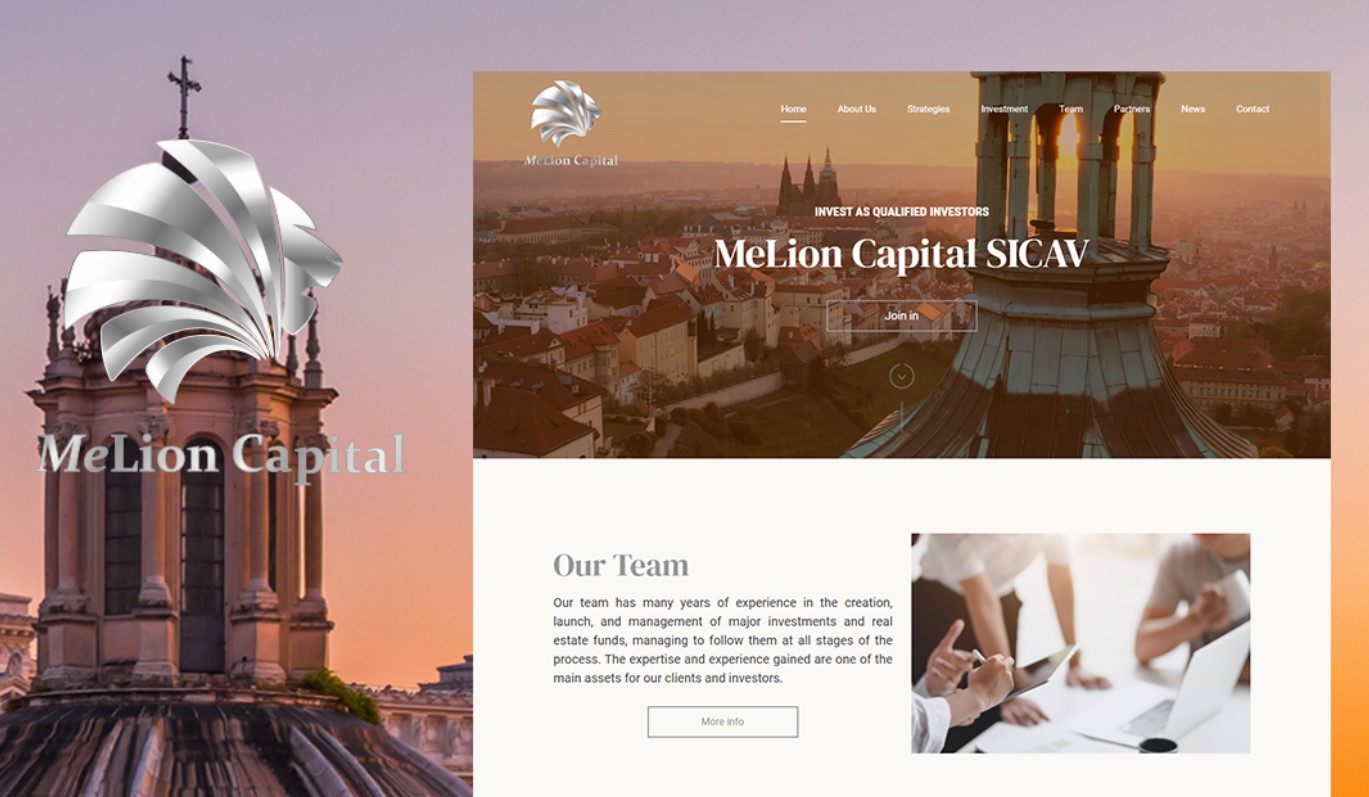 MeLion Capital
MeLion Capital
Home About Us Strategies Investment Team Partners News Contact
INVEST AS QUALIFIED INVESTORS
MeLion Capital SICAV
Join in
Our Team
Our team has many years of experience in the creation,
launch, and management of major investments and real
estate funds, managing to follow them at all stages of the
process. The expertise and experience gained are one of the
main assets for our clients and investors.
More info